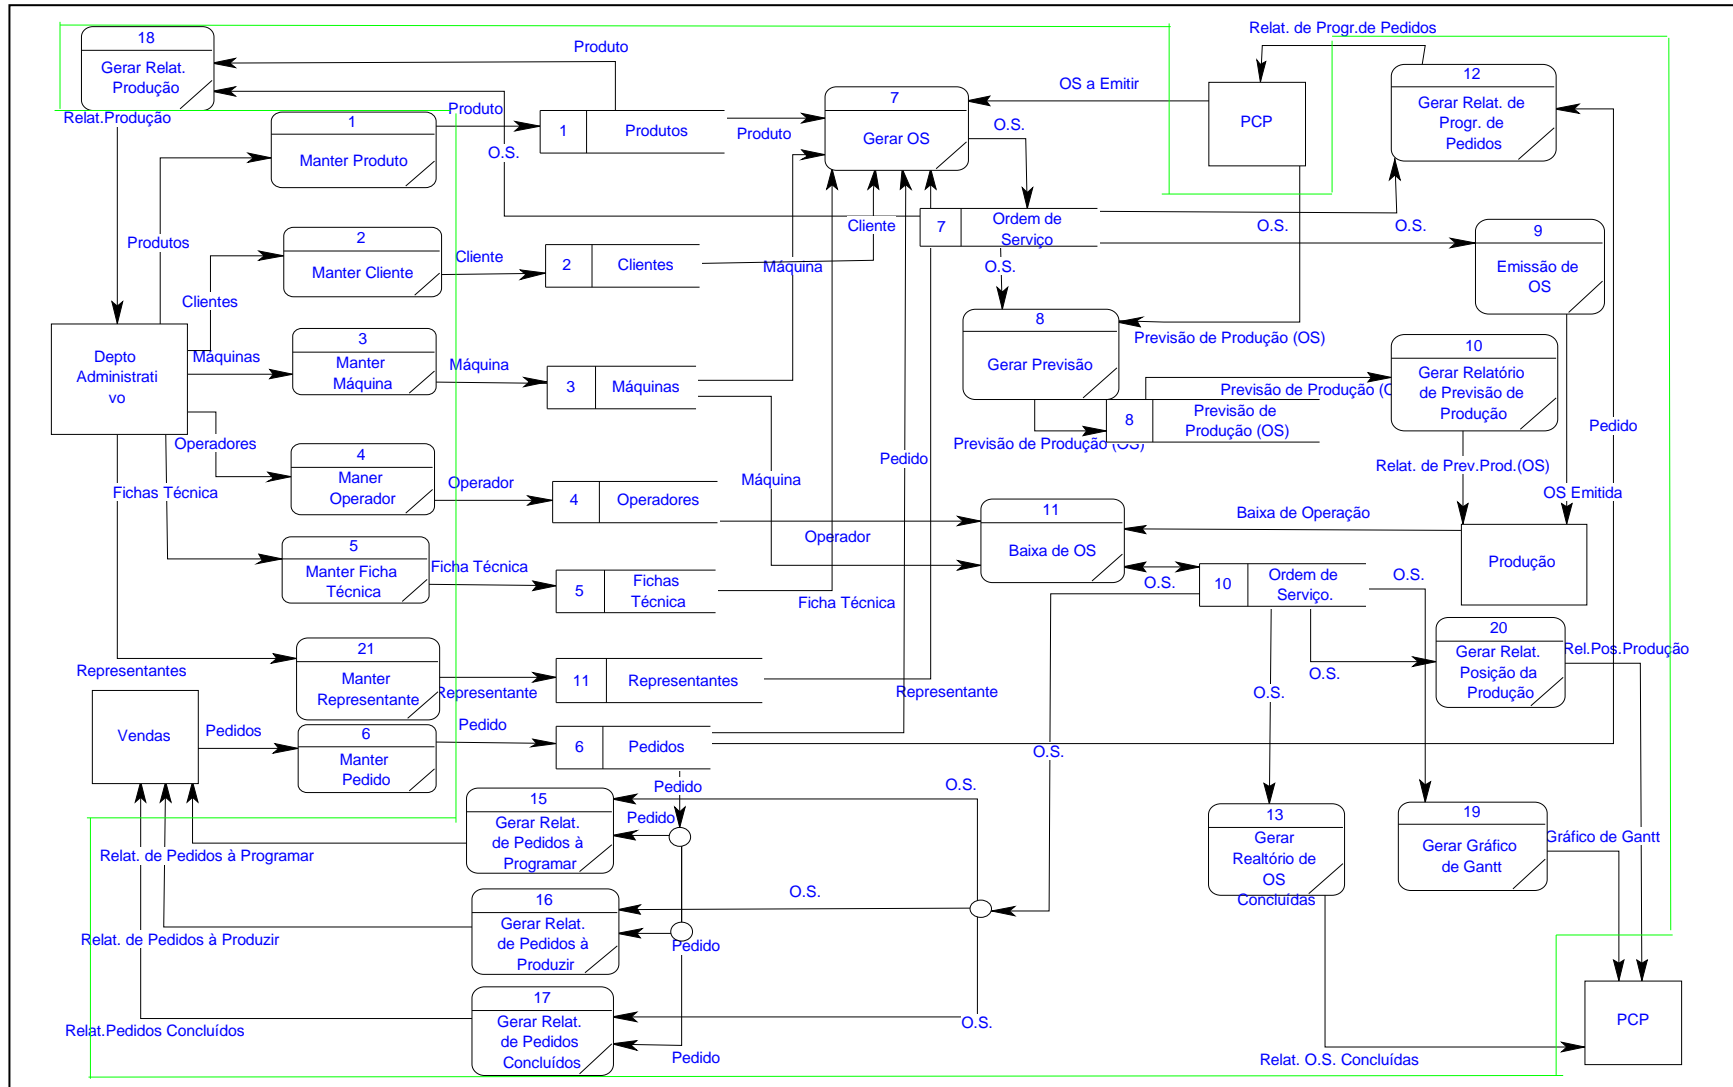 Relat. de Progr.de Pedidos
18
Gerar Relat.
Produção
Produto
12
Gerar Relat. de
Progr. de
Pedidos
OS a Emitir
PCP
7
Gerar OS
O.S.
Relat.Produção
Produto
1
Manter Produto
1
Produtos
Produto
O.S.
Produtos
2
Manter Cliente
Cliente
2
Clientes
Cliente
Máquina
7
Ordem de
Serviço
O.S.
O.S.
O.S.
9
Emissão de
OS
Clientes
Depto
Administrati
vo
Máquinas
3
Manter
Máquina
Máquina
3
Máquinas
8
Gerar Previsão
Previsão de Produção (OS)
10
Gerar Relatório
de Previsão de
Produção
Previsão de Produção (O
8
Previsão de
Produção (OS)
Previsão de Produção (OS)
Pedido
Operadores
4
Maner
Operador
Operador
4
Operadores
Máquina
Pedido
Relat. de Prev.Prod.(OS)
OS Emitida
Fichas Técnica
11
Baixa de OS
Baixa de Operação
Produção
Operador
5
Manter Ficha
Técnica
Ficha Técnica
5
Fichas
Técnica
Ficha Técnica
O.S.
10
Ordem de
Serviço.
O.S.
20
Gerar Relat.
Posição da
Produção
Rel.Pos.Produção
O.S.
O.S.
Representantes
21
Manter
Representante
Representante
11
Representantes
Representante
Vendas
Pedidos
6
Manter
Pedido
Pedido
6
Pedidos
O.S.
Pedido
O.S.
15
Gerar Relat.
de Pedidos à
Programar
Pedido
Relat. de Pedidos à Programar
13
Gerar
Realtório de
OS
Concluídas
19
Gerar Gráfico
de Gantt
Gráfico de Gantt
16
Gerar Relat.
de Pedidos à
Produzir
O.S.
Pedido
Relat. de Pedidos à Produzir
17
Gerar Relat.
de Pedidos
Concluídos
O.S.
Pedido
Relat.Pedidos Concluídos
PCP
Relat. O.S. Concluídas